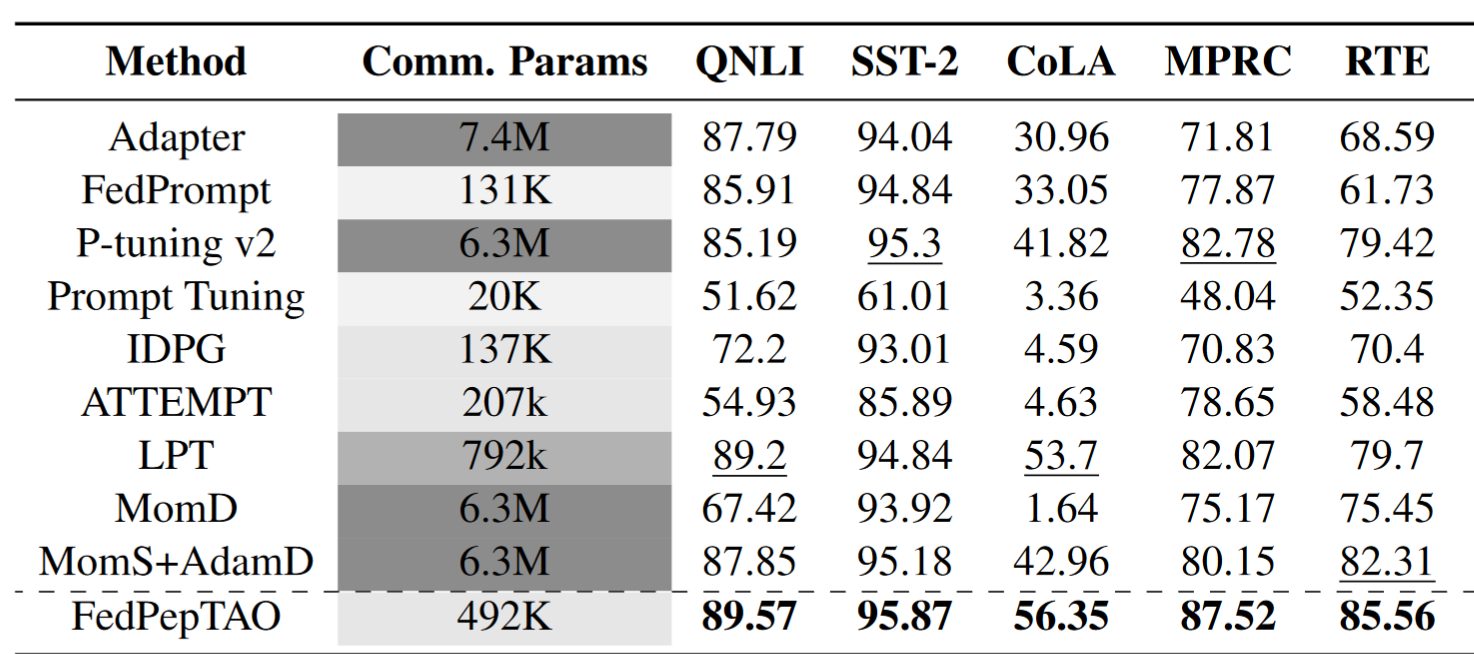 Method Comm. Params QNLI SST-2 CoLA MPRC RTE
Adapter 7.4M 87.79 94.04 30.96 71.81 68.59
FedPrompt 131K 85.91 94.84 33.05 77.87 61.73
P-tuning v2 6.3M 85.19 95.3 41.82 82.78 79.42
Prompt Tuning 20K 51.62 61.01 3.36 48.04 52.35
IDPG 137K 72.2 93.01 4.59 70.83 70.4
ATTEMPT 207k 54.93 85.89 4.63 78.65 58.48
LPT 792k 89.2 94.84 53.7 82.07 79.7
MomD 6.3M 67.42 93.92 1.64 75.17 75.45
MomS+AdamD 6.3M 87.85 95.18 42.96 80.15 82.31
FedPepTAO 492K 89.57 95.87 56.35 87.52 85.56